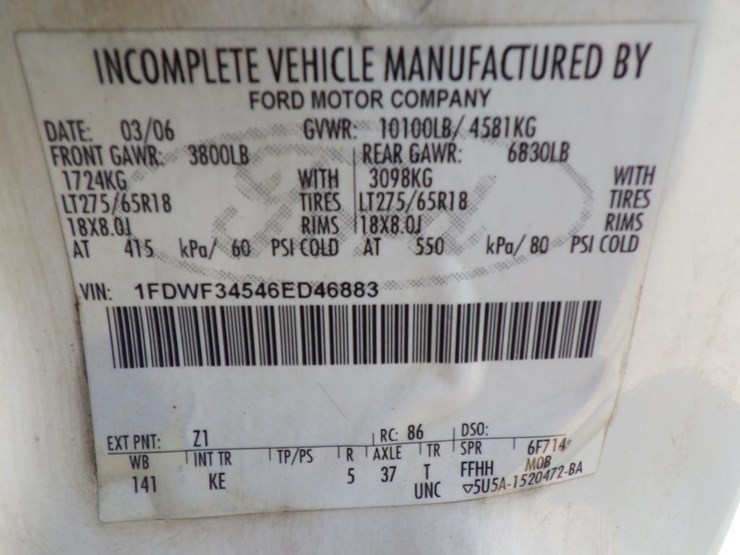 INCOMPLETE VEHICLE MANUFACTURED BY
FORD MOTOR COMPANY
DATE: 03/06 GVWR: 10100LB/ 4581KG
FRONT GAWR: 3800LB REAR GAWR: 6830LB
1724KG WITH 3098KG WITH
LT275/65R18 TIRES LT275/65R18 TIRES
18X8.0J RIMS 18X8.0J RIMS
AT 415 kPa/ 60 PSI COLD AT 550 kPa/ 80 PSI COLD
VIN: 1FDWF34546ED46883
EXT PNT: Z1 RC: 86 DSO:
WB INT TR TP/PS R AXLE TR SPR 6F714
141 KE 5 37 T FFHH MOB
UNC ▽5U5A-1520472-BA